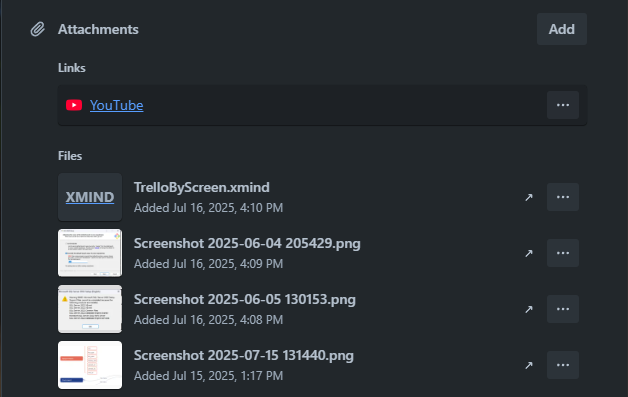 Attachments
Add
Links
YouTube
Files
XMIND
TrelloByScreen.xmind
Added Jul 16, 2025, 4:10 PM
Screenshot 2025-06-04 205429.png
Added Jul 16, 2025, 4:09 PM
Screenshot 2025-06-05 130153.png
Added Jul 16, 2025, 4:08 PM
Screenshot 2025-07-15 131440.png
Added Jul 15, 2025, 1:17 PM